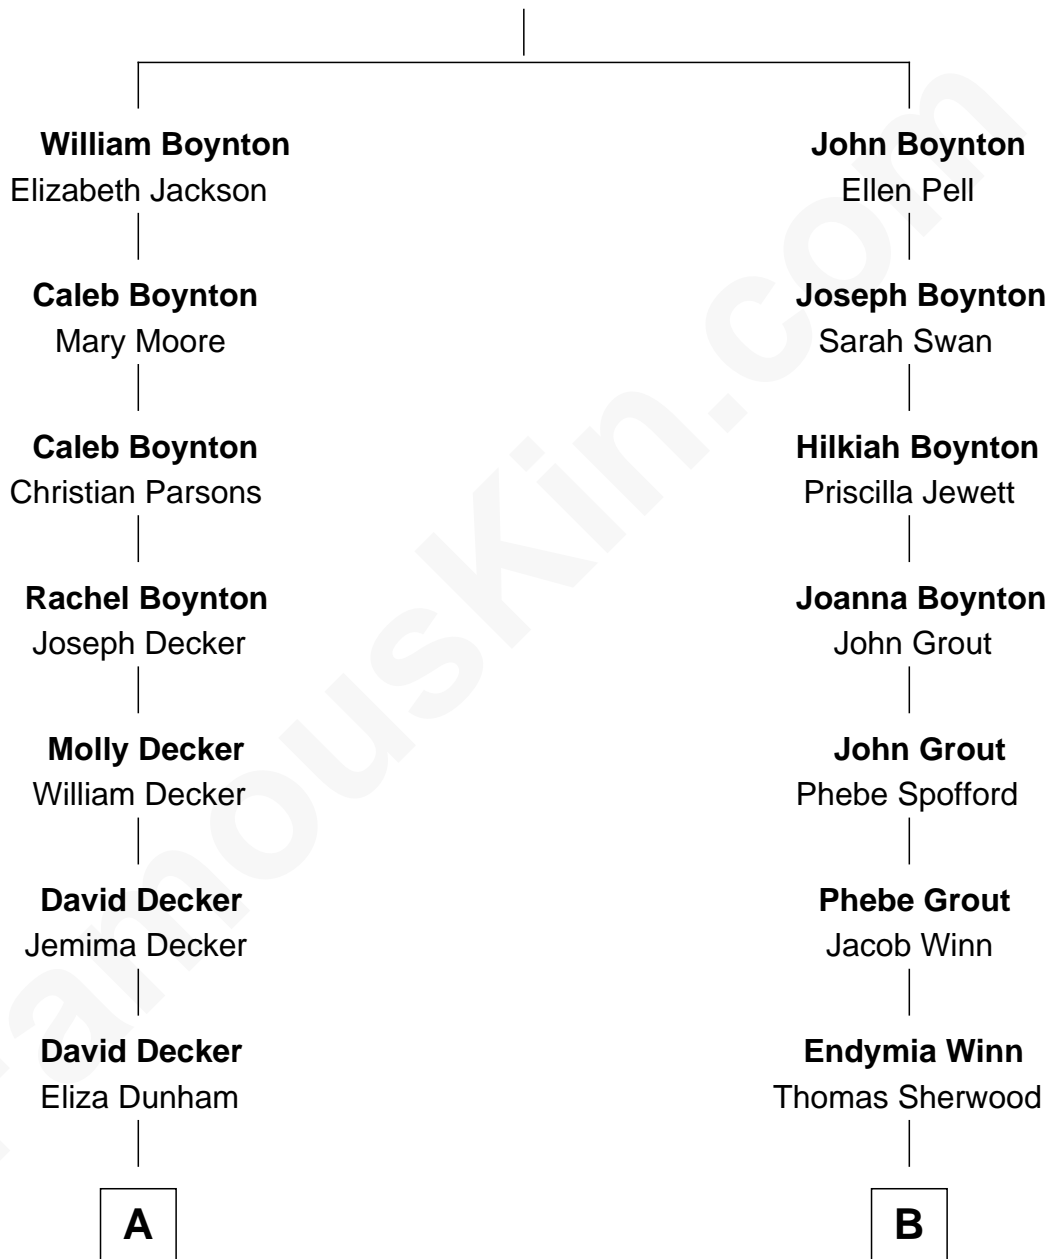 William Boynton
Elizabeth Jackson
Caleb Boynton
Mary Moore
Caleb Boynton
Christian Parsons
Rachel Boynton
Joseph Decker
Molly Decker
William Decker
David Decker
Jemima Decker
David Decker
Eliza Dunham
A
John Boynton
Ellen Pell
Joseph Boynton
Sarah Swan
Hilkiah Boynton
Priscilla Jewett
Joanna Boynton
John Grout
John Grout
Phebe Spofford
Phebe Grout
Jacob Winn
Endymia Winn
Thomas Sherwood
B
FamousKin.com